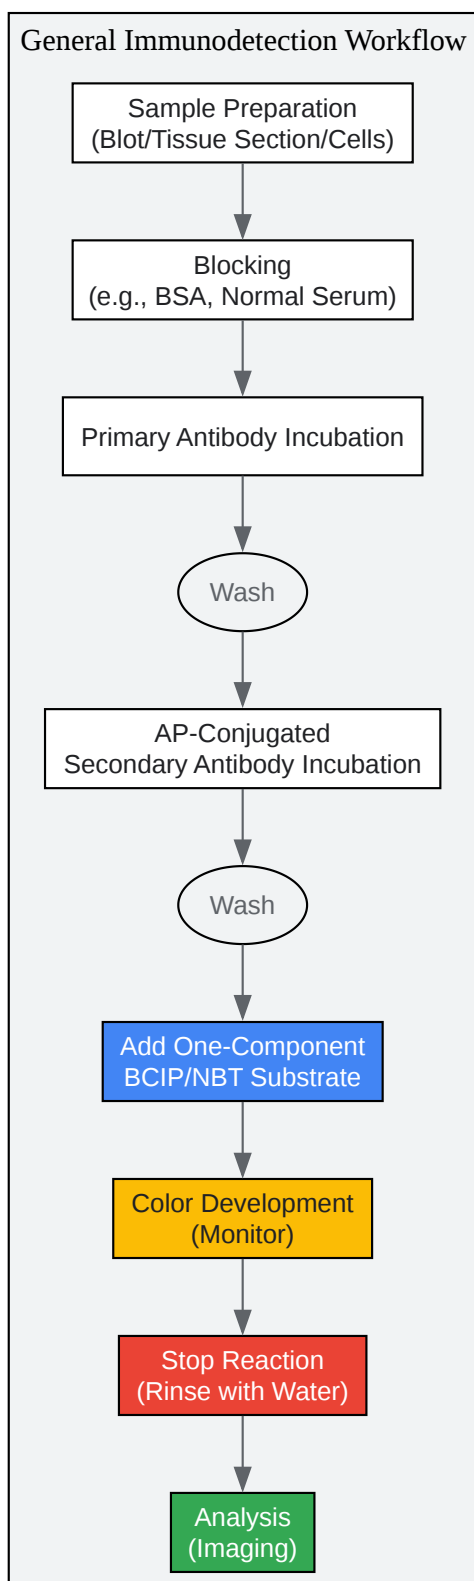 General Immunodetection Workflow
Sample Preparation
(Blot/Tissue Section/Cells)
Blocking
(e.g., BSA, Normal Serum)
Primary Antibody Incubation
Wash
AP-Conjugated
Secondary Antibody Incubation
Wash
Add One-Component
BCIP/NBT Substrate
Color Development
(Monitor)
Stop Reaction
(Rinse with Water)
Analysis
(Imaging)